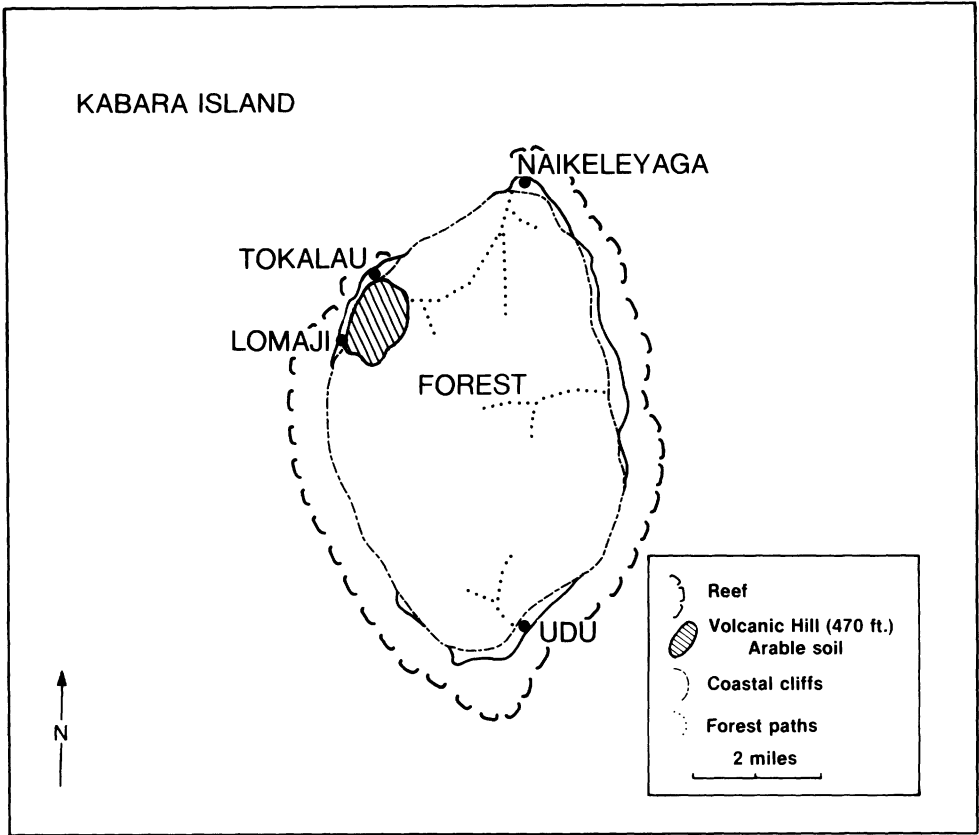 KABARA ISLAND
NAIKELEYAGA
TOKALAU
LOMAJI
FOREST
UDU
N
Reef
Volcanic Hill (470 ft.)
Arable soil
Coastal cliffs
Forest paths
2 miles